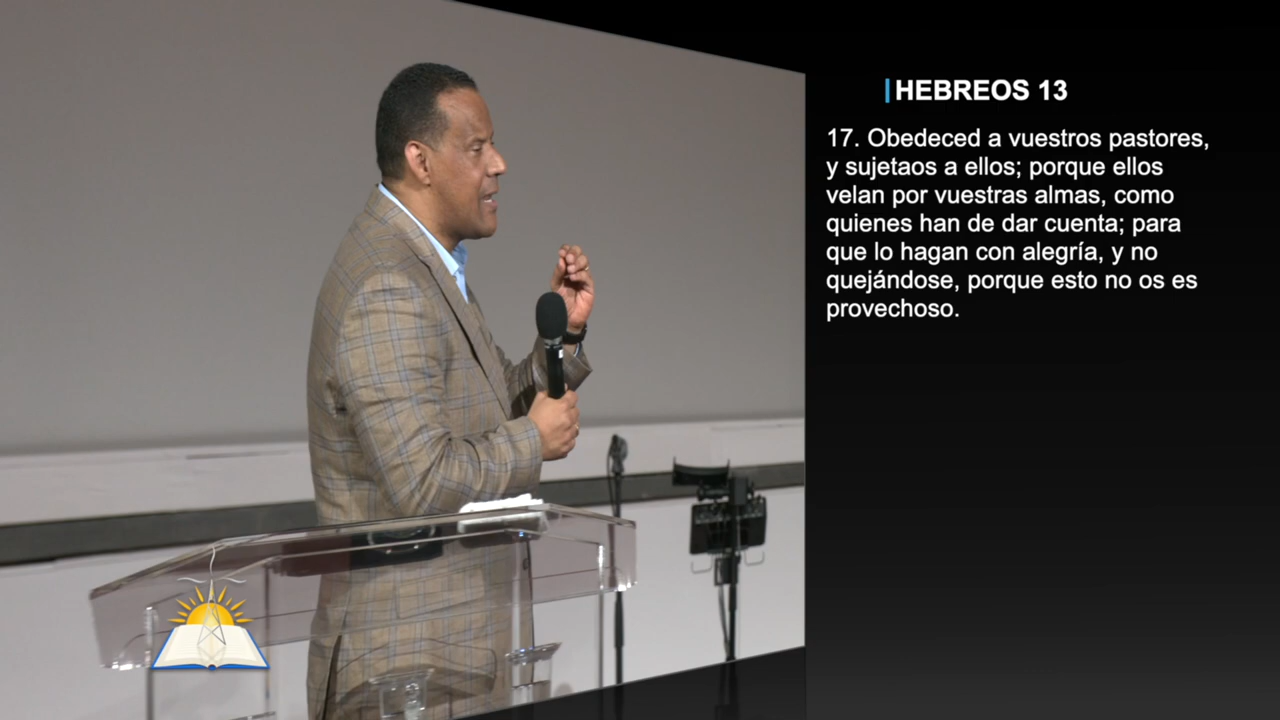 HEBREOS 13
17. Obedeced a vuestros pastores,
y sujetaos a ellos; porque ellos
velan por vuestras almas, como
quienes han de dar cuenta; para
que lo hagan con alegría, y no
quejándose, porque esto no os es
provechoso.